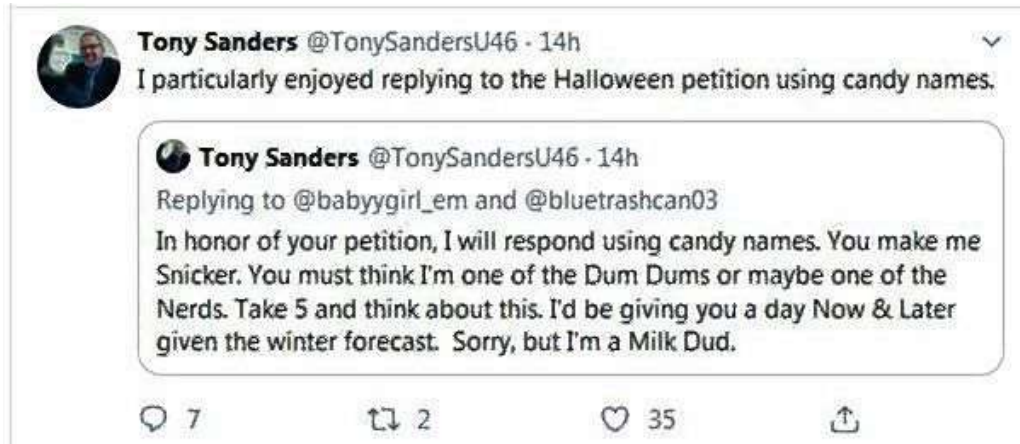 Tony Sanders @TonySandersU46 · 14h
I particularly enjoyed replying to the Halloween petition using candy names.
Tony Sanders @TonySandersU46 · 14h
Replying to @babyygirl_em and @bluetrashcan03
In honor of your petition, I will respond using candy names. You make me
Snicker. You must think I'm one of the Dum Dums or maybe one of the
Nerds. Take 5 and think about this. I'd be giving you a day Now & Later
given the winter forecast.  Sorry, but I'm a Milk Dud.
7 2 35